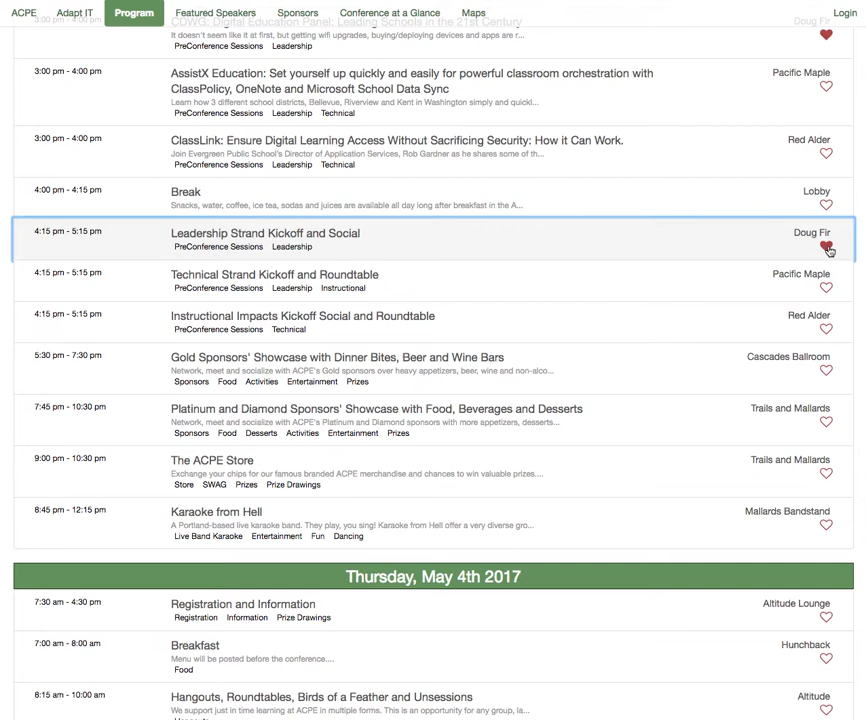 ACPE Adapt IT Program Featured Speakers Sponsors Conference at a Glance Maps Login
3:00 pm - 4:00 pm CDWG: Digital Education Panel: Leading Schools in the 21st Century Doug Fir
It doesn't seem like it at first, but getting wifi upgrades, buying/deploying devices and apps are r...
PreConference Sessions Leadership
3:00 pm - 4:00 pm AssistX Education: Set yourself up quickly and easily for powerful classroom orchestration with Pacific Maple
ClassPolicy, OneNote and Microsoft School Data Sync
Learn how 3 different school districts, Bellevue, Riverview and Kent in Washington simply and quickl...
PreConference Sessions Leadership Technical
3:00 pm - 4:00 pm ClassLink: Ensure Digital Learning Access Without Sacrificing Security: How it Can Work. Red Alder
Join Evergreen Public School's Director of Application Services, Rob Gardner as he shares some of th...
PreConference Sessions Leadership Technical
4:00 pm - 4:15 pm Break Lobby
Snacks, water, coffee, ice tea, sodas and juices are available all day long after breakfast in the A...
4:15 pm - 5:15 pm Leadership Strand Kickoff and Social Doug Fir
PreConference Sessions Leadership
4:15 pm - 5:15 pm Technical Strand Kickoff and Roundtable Pacific Maple
PreConference Sessions Leadership Instructional
4:15 pm - 5:15 pm Instructional Impacts Kickoff Social and Roundtable Red Alder
PreConference Sessions Technical
5:30 pm - 7:30 pm Gold Sponsors' Showcase with Dinner Bites, Beer and Wine Bars Cascades Ballroom
Network, meet and socialize with ACPE's Gold sponsors over heavy appetizers, beer, wine and non-alco...
Sponsors Food Activities Entertainment Prizes
7:45 pm - 10:30 pm Platinum and Diamond Sponsors' Showcase with Food, Beverages and Desserts Trails and Mallards
Network, meet and socialize with ACPE's Platinum and Diamond sponsors with more appetizers, desserts...
Sponsors Food Desserts Activities Entertainment Prizes
9:00 pm - 10:30 pm The ACPE Store Trails and Mallards
Exchange your chips for our famous branded ACPE merchandise and chances to win valuable prizes....
Store SWAG Prizes Prize Drawings
8:45 pm - 12:15 pm Karaoke from Hell Mallards Bandstand
A Portland-based live karaoke band. They play, you sing! Karaoke from Hell offer a very diverse gro...
Live Band Karaoke Entertainment Fun Dancing
Thursday, May 4th 2017
7:30 am - 4:30 pm Registration and Information Altitude Lounge
Registration Information Prize Drawings
7:00 am - 8:00 am Breakfast Hunchback
Menu will be posted before the conference....
Food
8:15 am - 10:00 am Hangouts, Roundtables, Birds of a Feather and Unsessions Altitude
We support just in time learning at ACPE in multiple forms. This is an opportunity for any group, la...
Hangouts